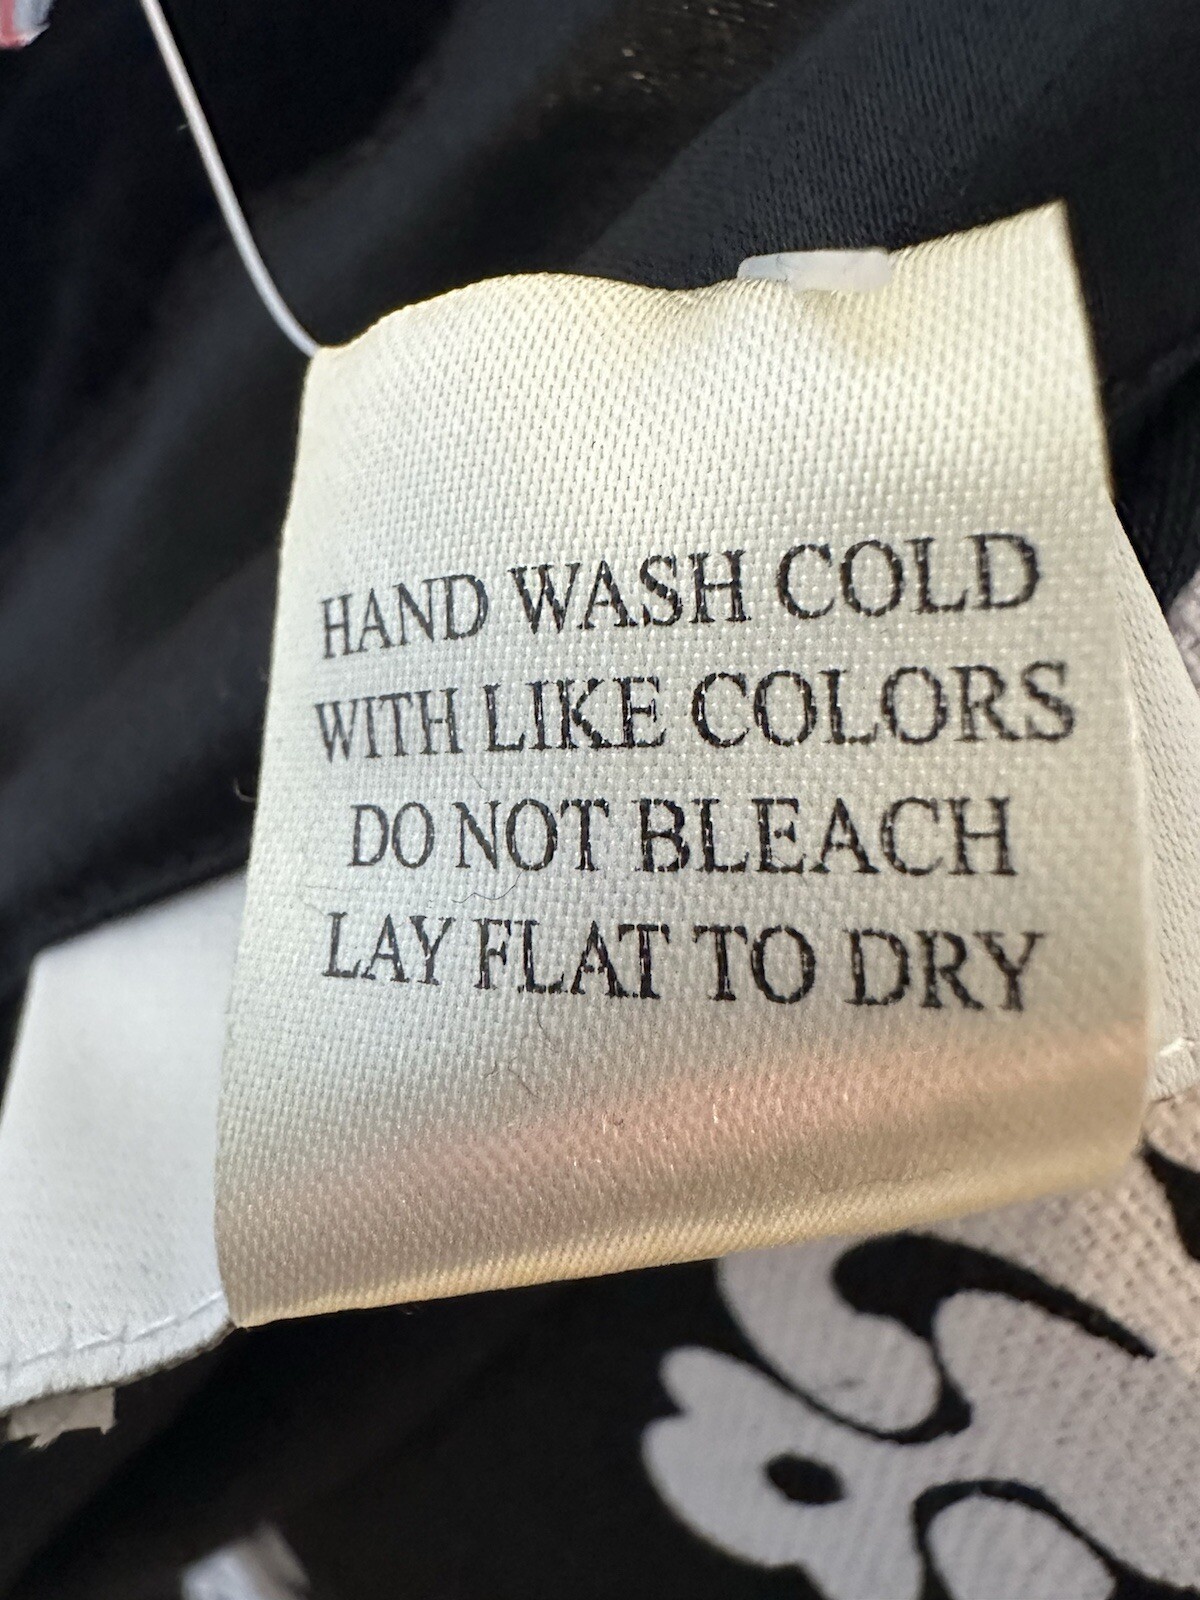 HAND WASH COLD
WITH LIKE COLORS
DO NOT BLEACH
LAY FLAT TO DRY